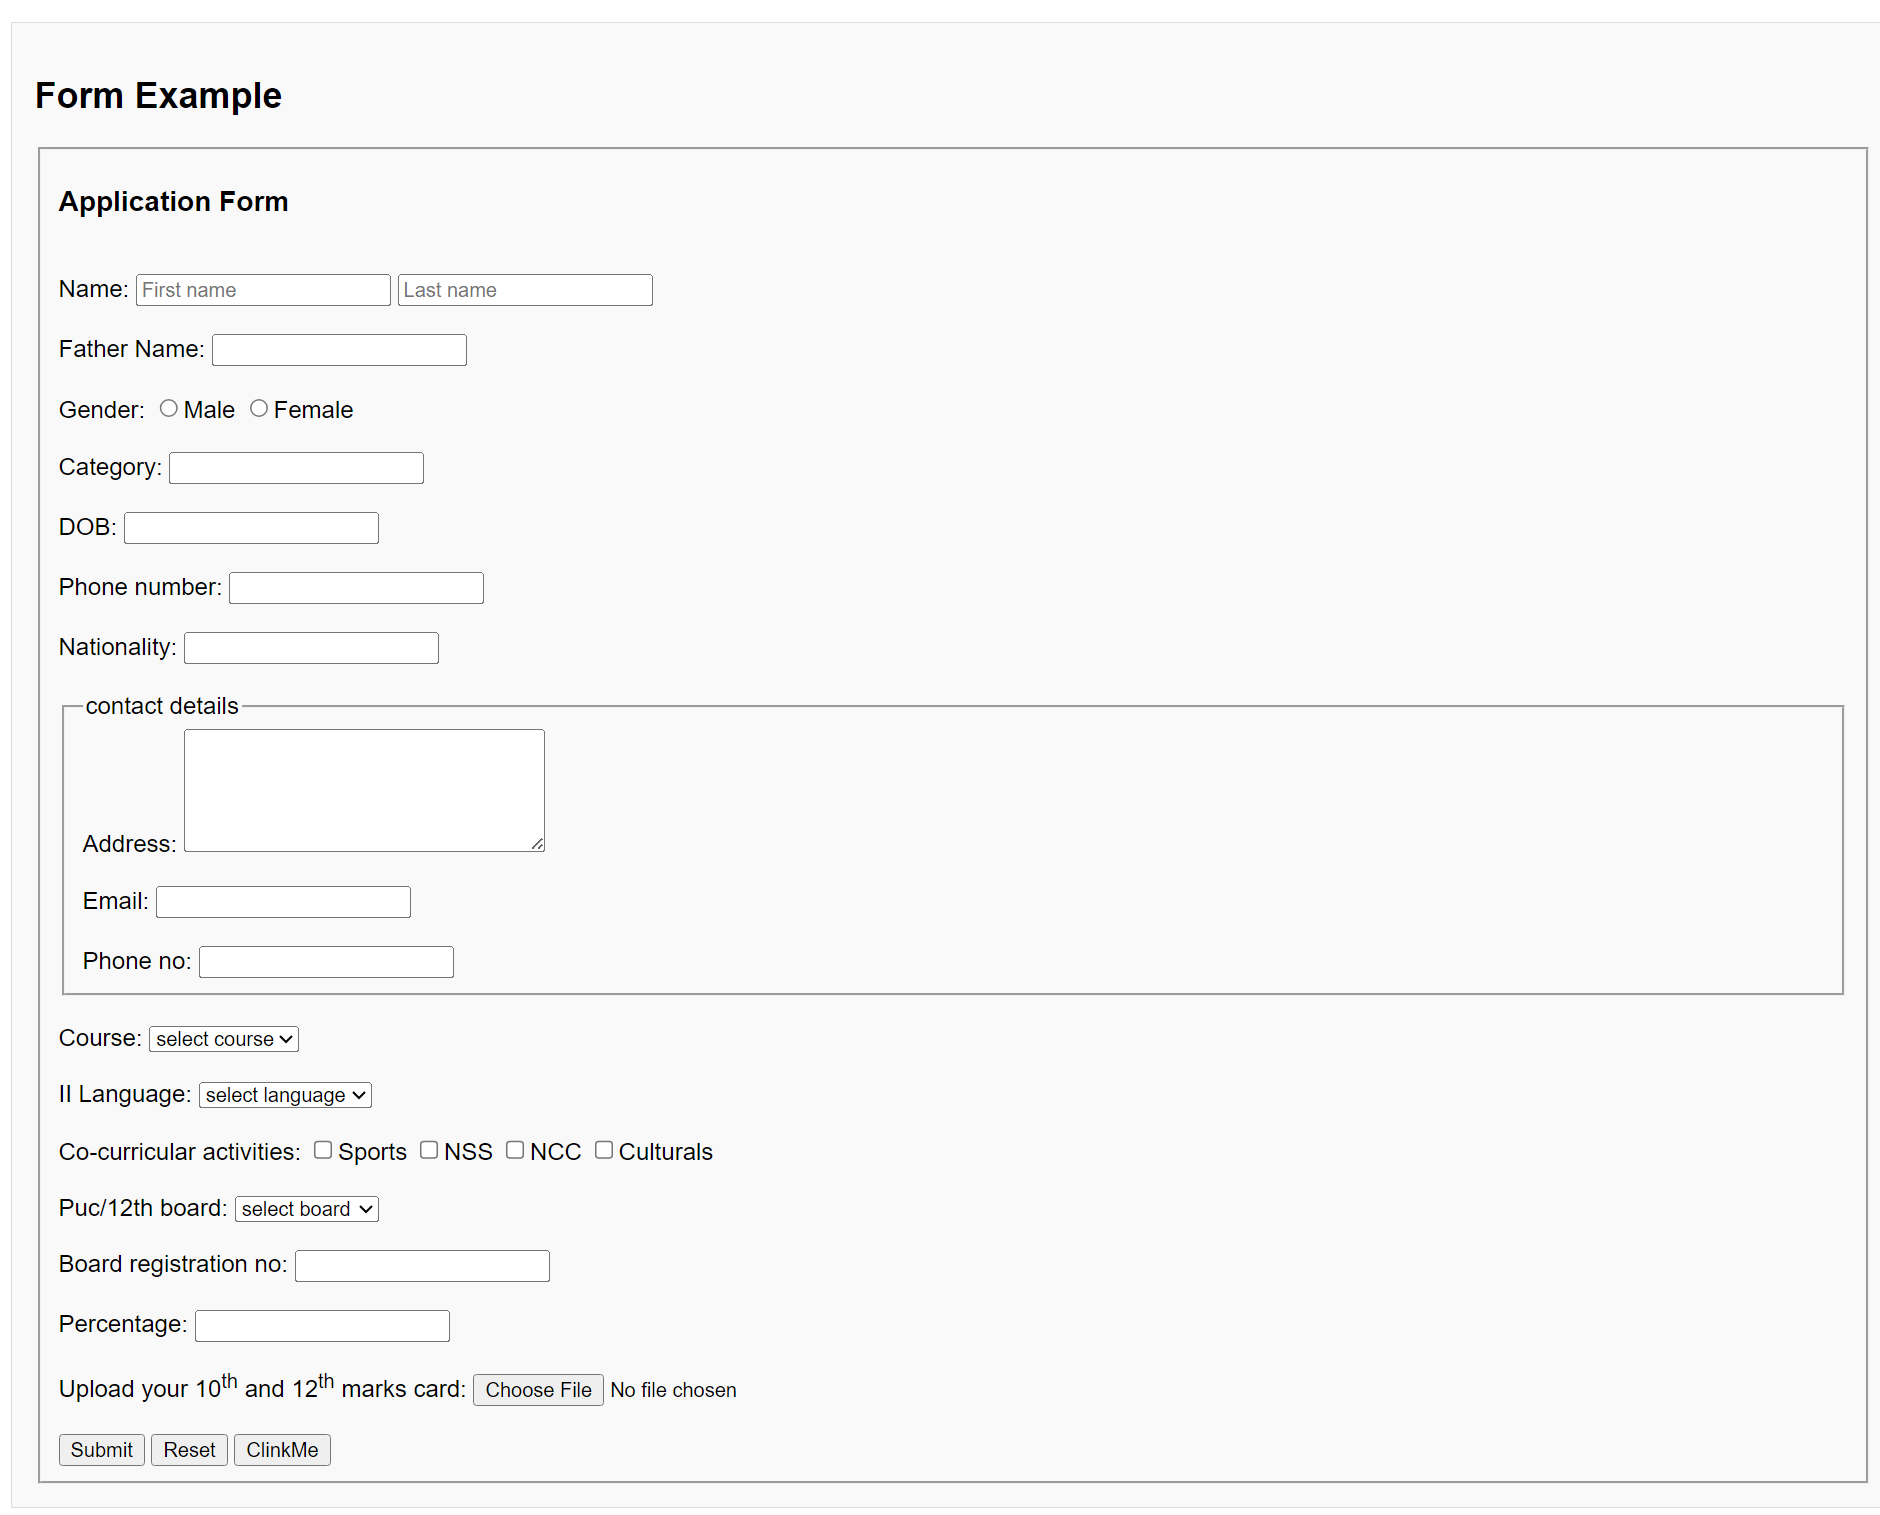 Form Example
Application Form
Name: First name Last name
Father Name:
Gender: Male Female
Category:
DOB:
Phone number:
Nationality:
contact details
Address:
Email:
Phone no:
Course: select course
II Language: select language
Co-curricular activities: Sports NSS NCC Culturals
Puc/12th board: select board
Board registration no:
Percentage:
Upload your 10th and 12th marks card: Choose File No file chosen
Submit Reset ClinkMe